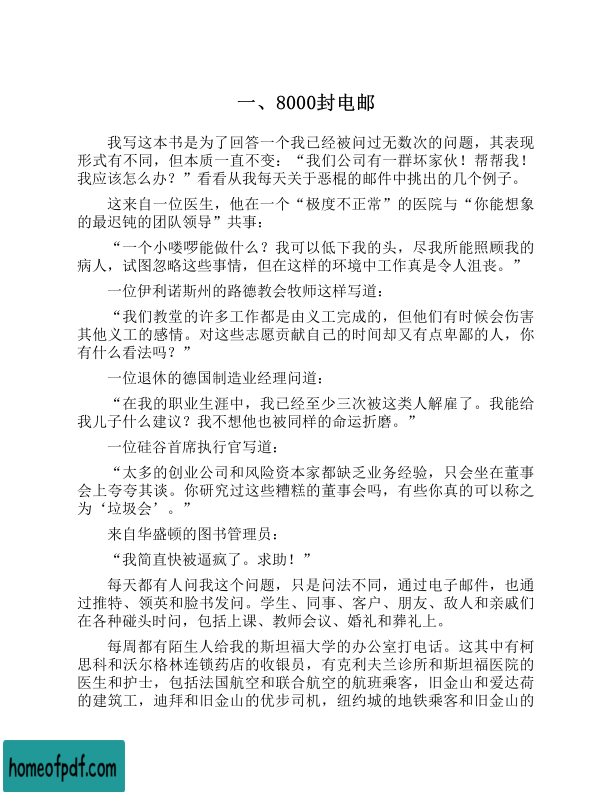 一、8000封电邮
我写这本书是为了回答一个我已经被问过无数次的问题，其表现
形式有不同，但本质一直不变：“我们公司有一群坏家伙！帮帮我！
我应该怎么办？”看看从我每天关于恶棍的邮件中挑出的几个例子。
这来自一位医生，他在一个“极度不正常”的医院与“你能想象
的最迟钝的团队领导”共事：
“一个小喽啰能做什么？我可以低下我的头，尽我所能照顾我的
病人，试图忽略这些事情，但在这样的环境中工作真是令人沮丧。”
一位伊利诺斯州的路德教会牧师这样写道：
“我们教堂的许多工作都是由义工完成的，但他们有时候会伤害
其他义工的感情。对这些志愿贡献自己的时间却又有点卑鄙的人，你
有什么看法吗？”
一位退休的德国制造业经理问道：
“在我的职业生涯中，我已经至少三次被这类人解雇了。我能给
我儿子什么建议？我不想他也被同样的命运折磨。”
一位硅谷首席执行官写道：
“太多的创业公司和风险资本家都缺乏业务经验，只会坐在董事
会上夸夸其谈。你研究过这些糟糕的董事会吗，有些你真的可以称之
为‘垃圾会’。”
来自华盛顿的图书管理员：
“我简直快被逼疯了。求助！”
每天都有人问我这个问题，只是问法不同，通过电子邮件，也通
过推特、领英和脸书发问。学生、同事、客户、朋友、敌人和亲戚们
在各种碰头时问，包括上课、教师会议、婚礼和葬礼上。
每周都有陌生人给我的斯坦福大学的办公室打电话。这其中有柯
思科和沃尔格林连锁药店的收银员，有克利夫兰诊所和斯坦福医院的
医生和护士，包括法国航空和联合航空的航班乘客，旧金山和爱达荷
的建筑工，迪拜和旧金山的优步司机，纽约城的地铁乘客和旧金山的
homeofpdf.com